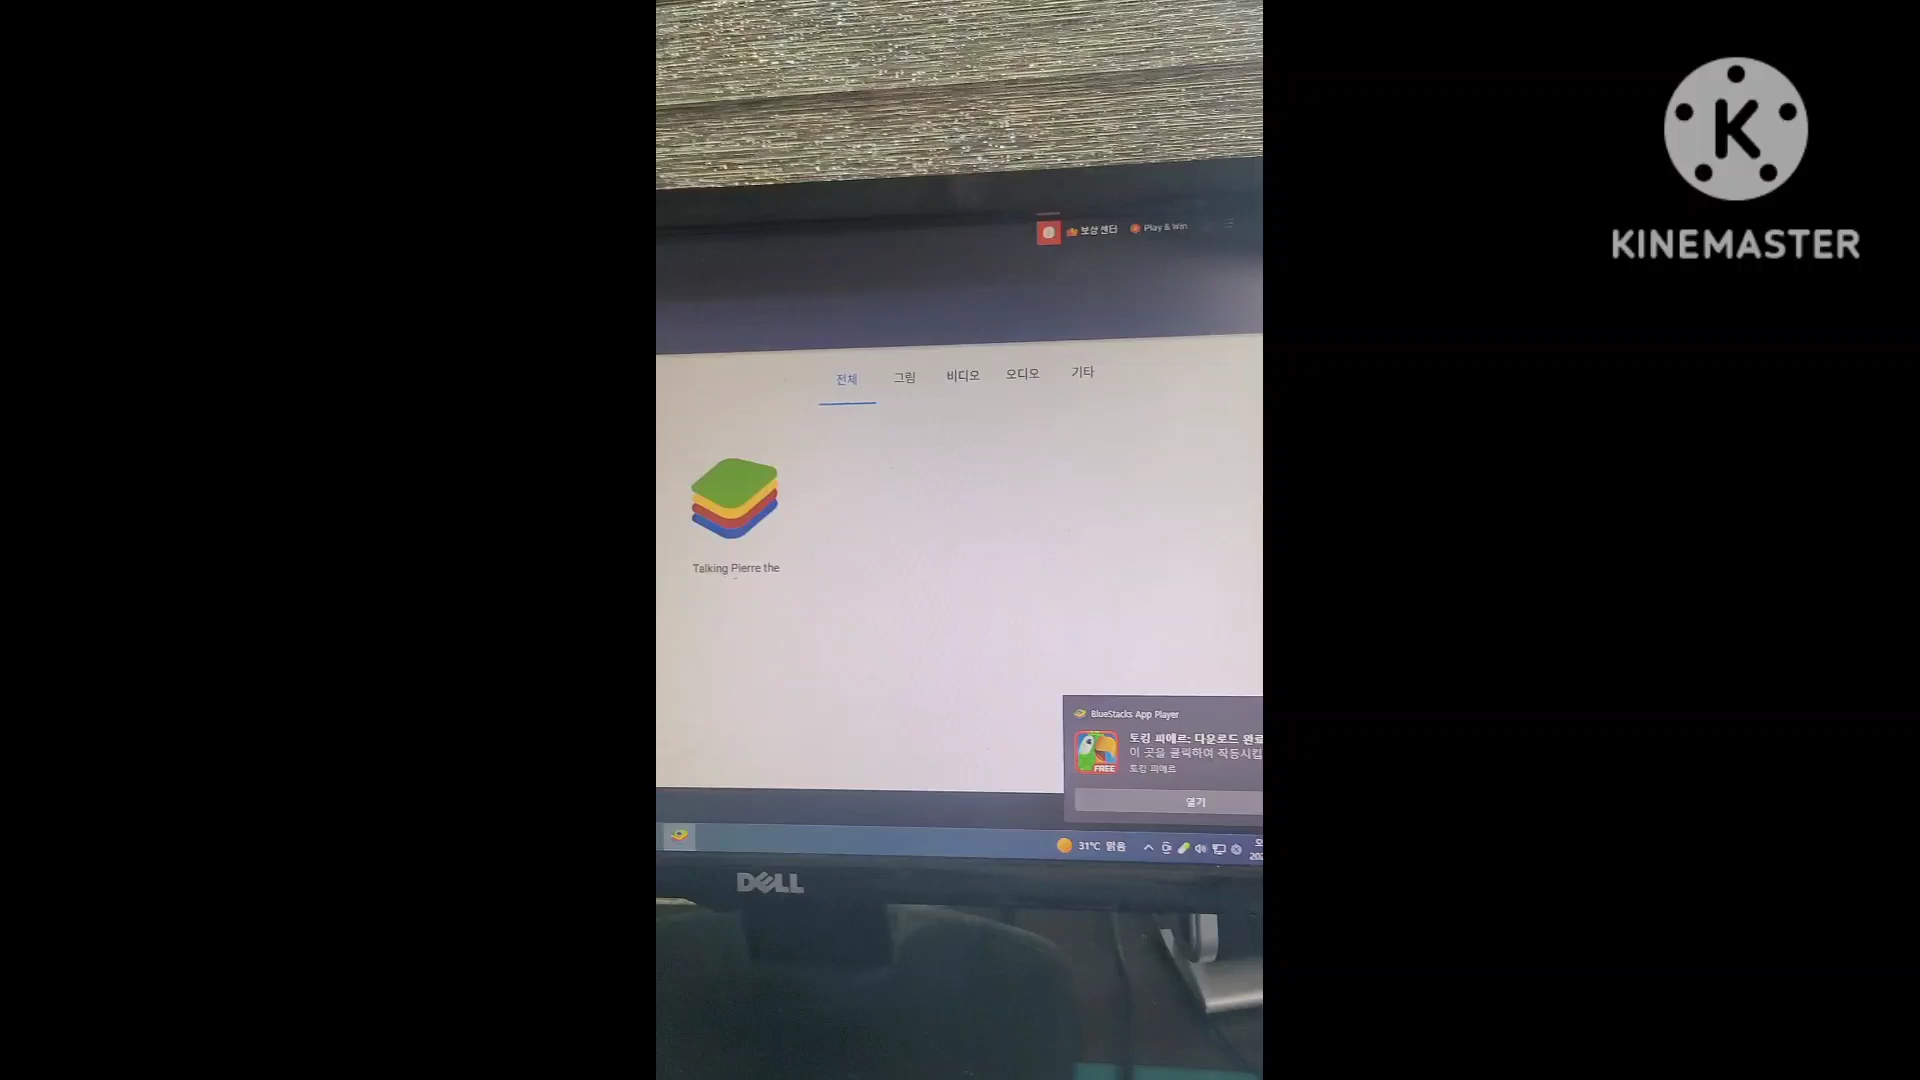 K
KINEMASTER
보상 센터 Play & Win
전체 그림 비디오 오디오 기타
Talking Pierre the
BlueStacks App Player
토킹 피에르: 다운로드 완료
이 곳을 클릭하여 작동시킵
토킹 피에르
FREE
열기
31℃ 맑음
DELL